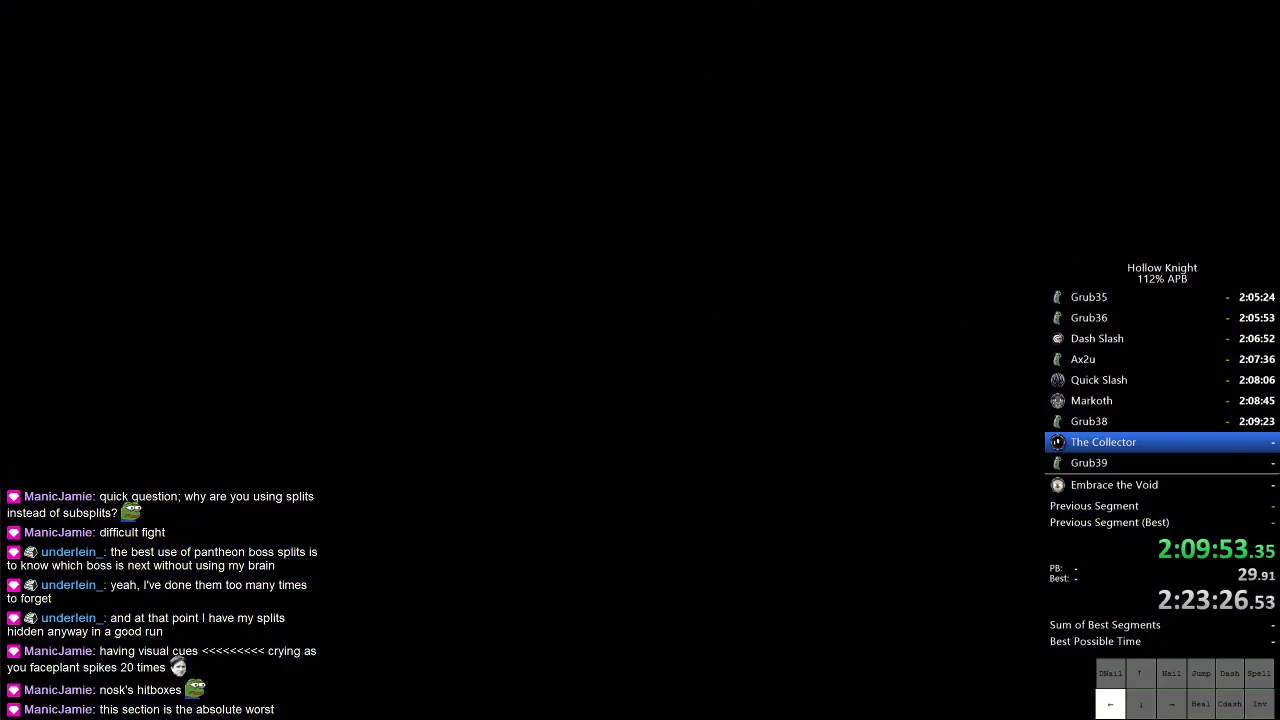 Hollow Knight
112% APB
Grub35 - 2:05:24
Grub36 - 2:05:53
Dash Slash - 2:06:52
Ax2u - 2:07:36
Quick Slash - 2:08:06
Markoth - 2:08:45
Grub38 - 2:09:23
The Collector -
Grub39 -
Embrace the Void -
Previous Segment -
Previous Segment (Best) -
2:09:53.35
PB: - 29.91
Best: -
2:23:26.53
Sum of Best Segments -
Best Possible Time -
DNail ↑ Nail Jump Dash Spell
← ↓ → Heal Cdash Inv
ManicJamie: quick question; why are you using splits
instead of subsplits?
ManicJamie: difficult fight
underlein_: the best use of pantheon boss splits is
to know which boss is next without using my brain
underlein_: yeah, I've done them too many times
to forget
underlein_: and at that point I have my splits
hidden anyway in a good run
ManicJamie: having visual cues <<<<<<<<< crying as
you faceplant spikes 20 times
ManicJamie: nosk's hitboxes
ManicJamie: this section is the absolute worst